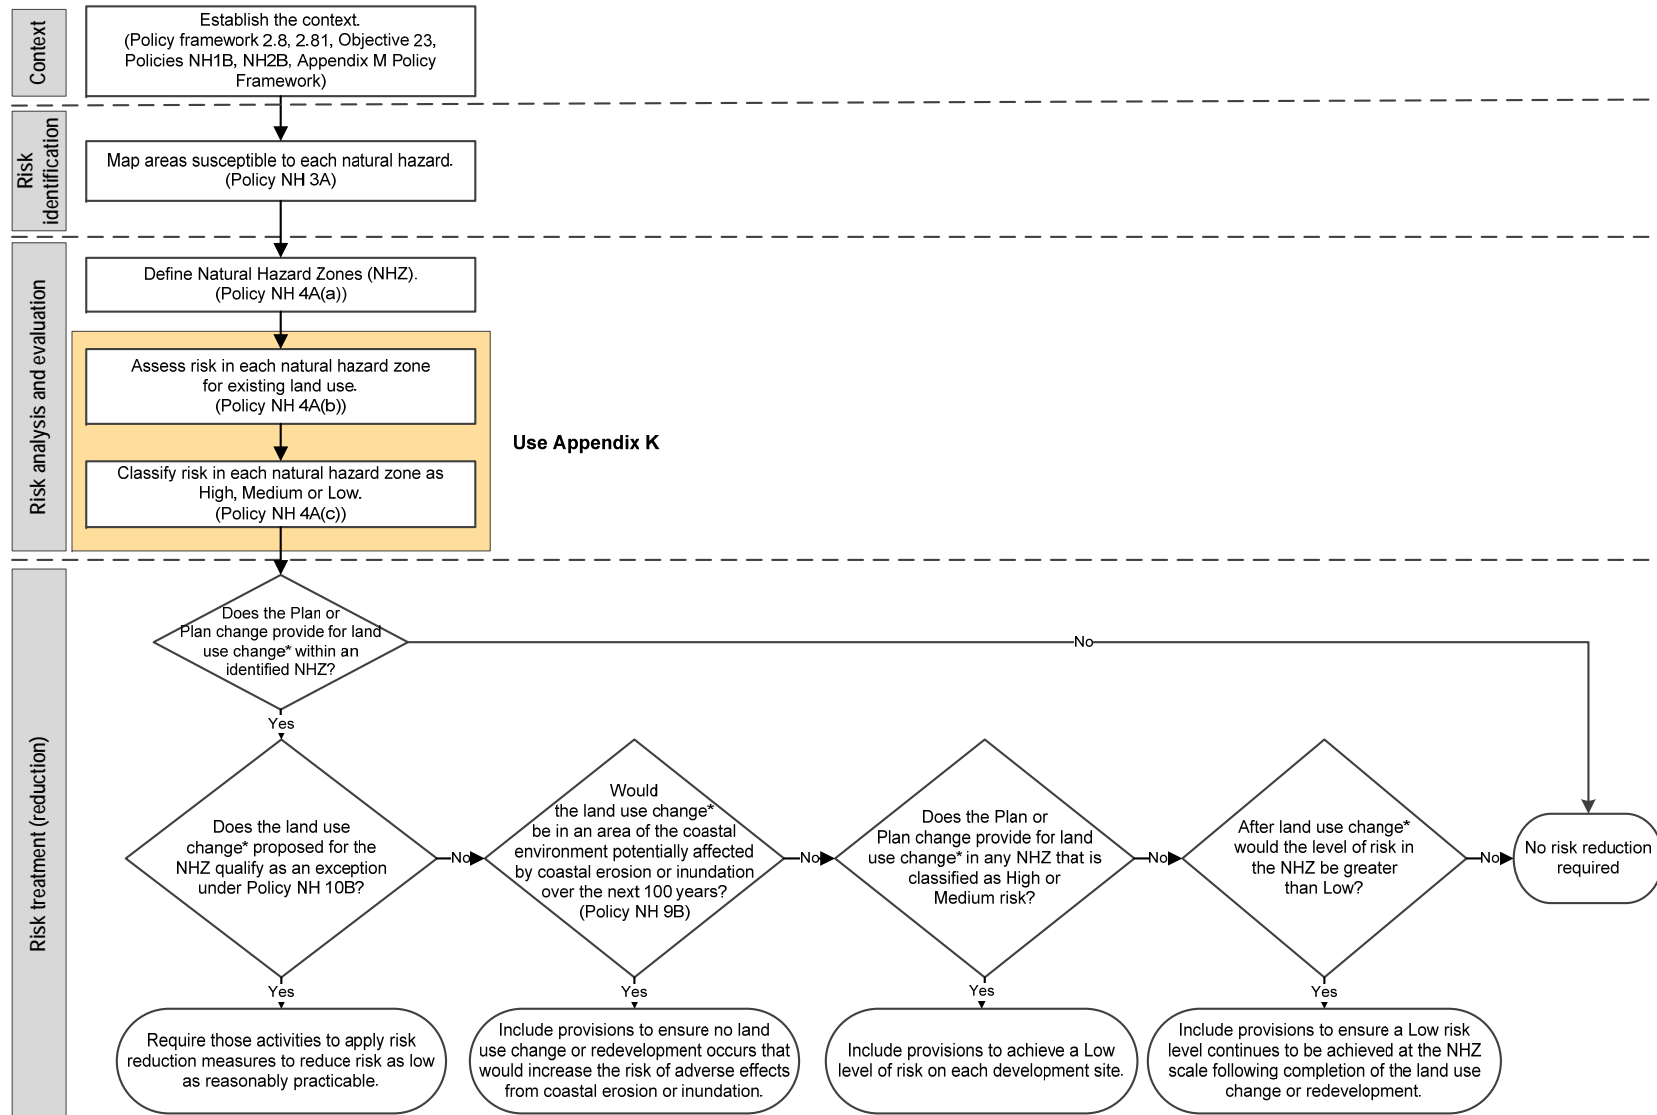 Context
Establish the context.
(Policy framework 2.8, 2.81, Objective 23,
Policies NH1B, NH2B, Appendix M Policy
Framework)
Risk
identification
Map areas susceptible to each natural hazard.
(Policy NH 3A)
Risk analysis and evaluation
Define Natural Hazard Zones (NHZ).
(Policy NH 4A(a))
Assess risk in each natural hazard zone
for existing land use.
(Policy NH 4A(b))
Use Appendix K
Classify risk in each natural hazard zone as
High, Medium or Low.
(Policy NH 4A(c))
Risk treatment (reduction)
Does the Plan or
Plan change provide for land
use change* within an
identified NHZ?
No
Yes
Does the land use
change* proposed for the
NHZ qualify as an exception
under Policy NH 10B?
No
Would
the land use change*
be in an area of the coastal
environment potentially affected
by coastal erosion or inundation
over the next 100 years?
(Policy NH 9B)
No
Does the Plan or
Plan change provide for land
use change* in any NHZ that is
classified as High or
Medium risk?
No
After land use change*
would the level of risk in
the NHZ be greater
than Low?
No
No risk reduction
required
Yes
Yes
Yes
Yes
Require those activities to apply risk
reduction measures to reduce risk as low
as reasonably practicable.
Include provisions to ensure no land
use change or redevelopment occurs that
would increase the risk of adverse effects
from coastal erosion or inundation.
Include provisions to achieve a Low
level of risk on each development site.
Include provisions to ensure a Low risk
level continues to be achieved at the NHZ
scale following completion of the land use
change or redevelopment.